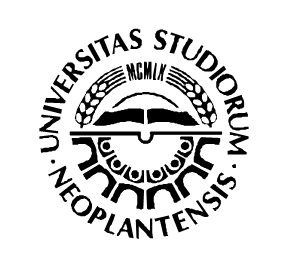 UNIVERSITAS STUDIORUM
MCMLX
· NEOPLANTENSIS ·